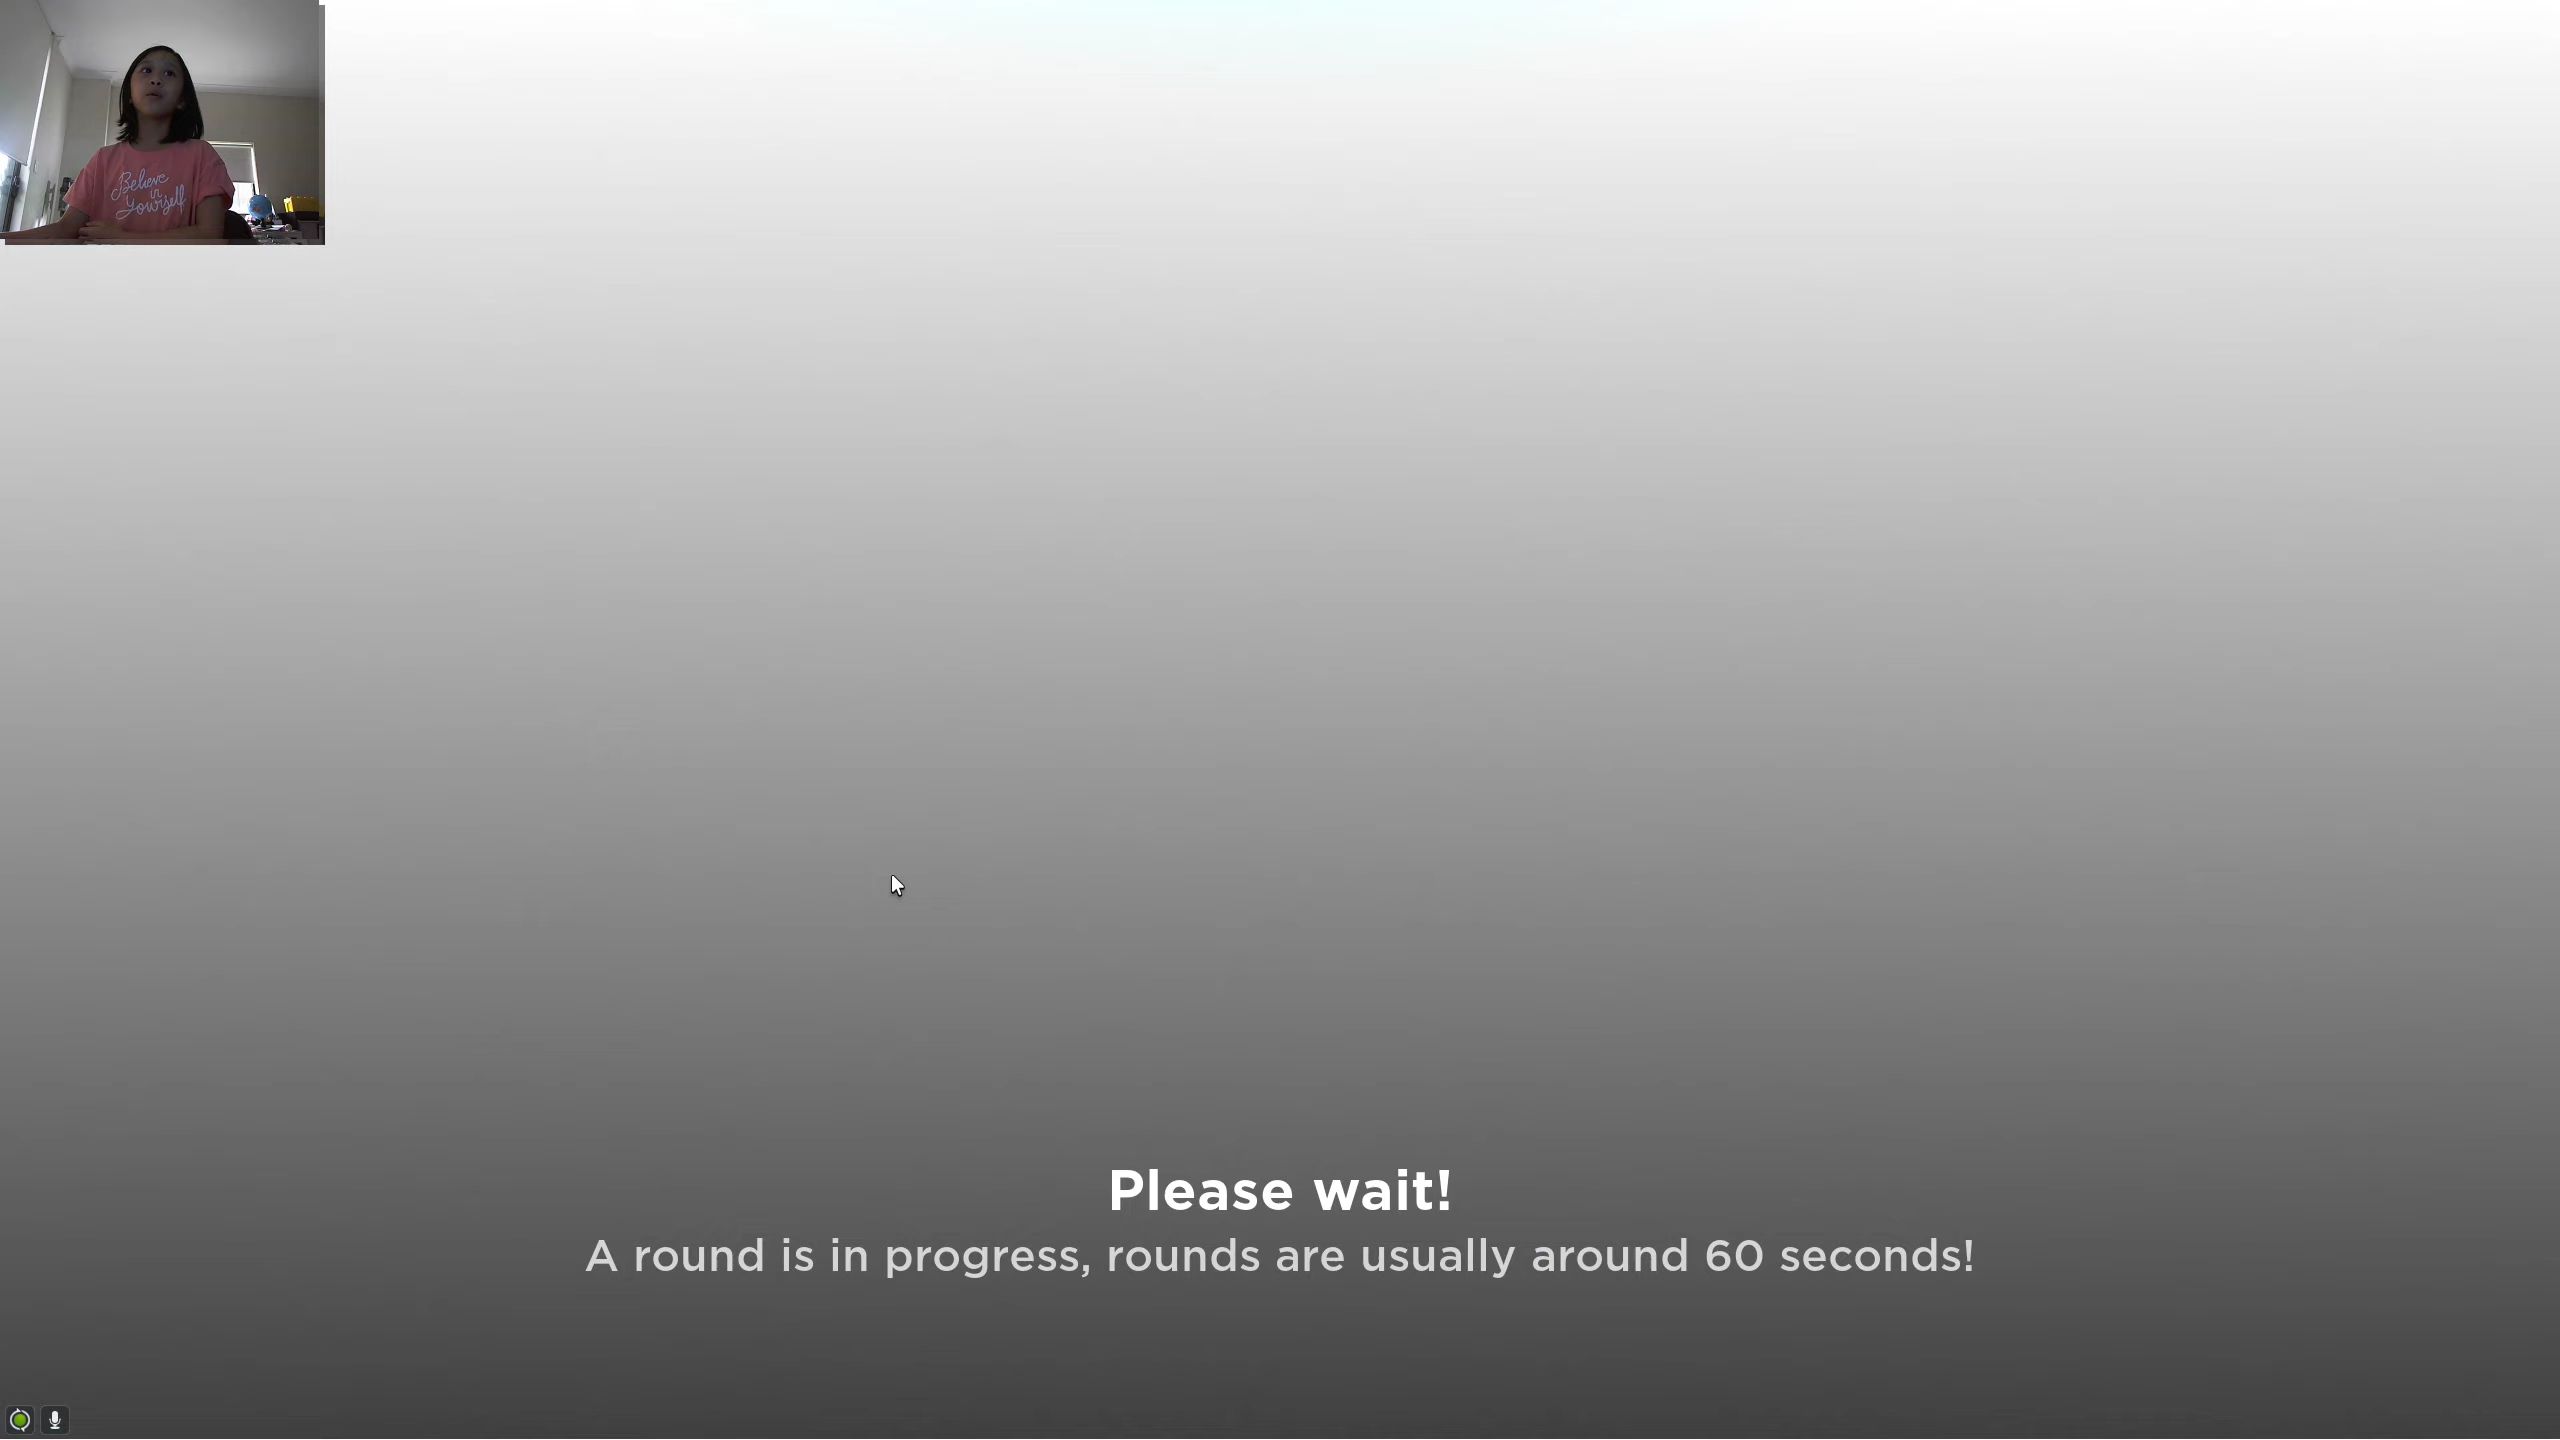 Believe
in
Yourself
Please wait!
A round is in progress, rounds are usually around 60 seconds!